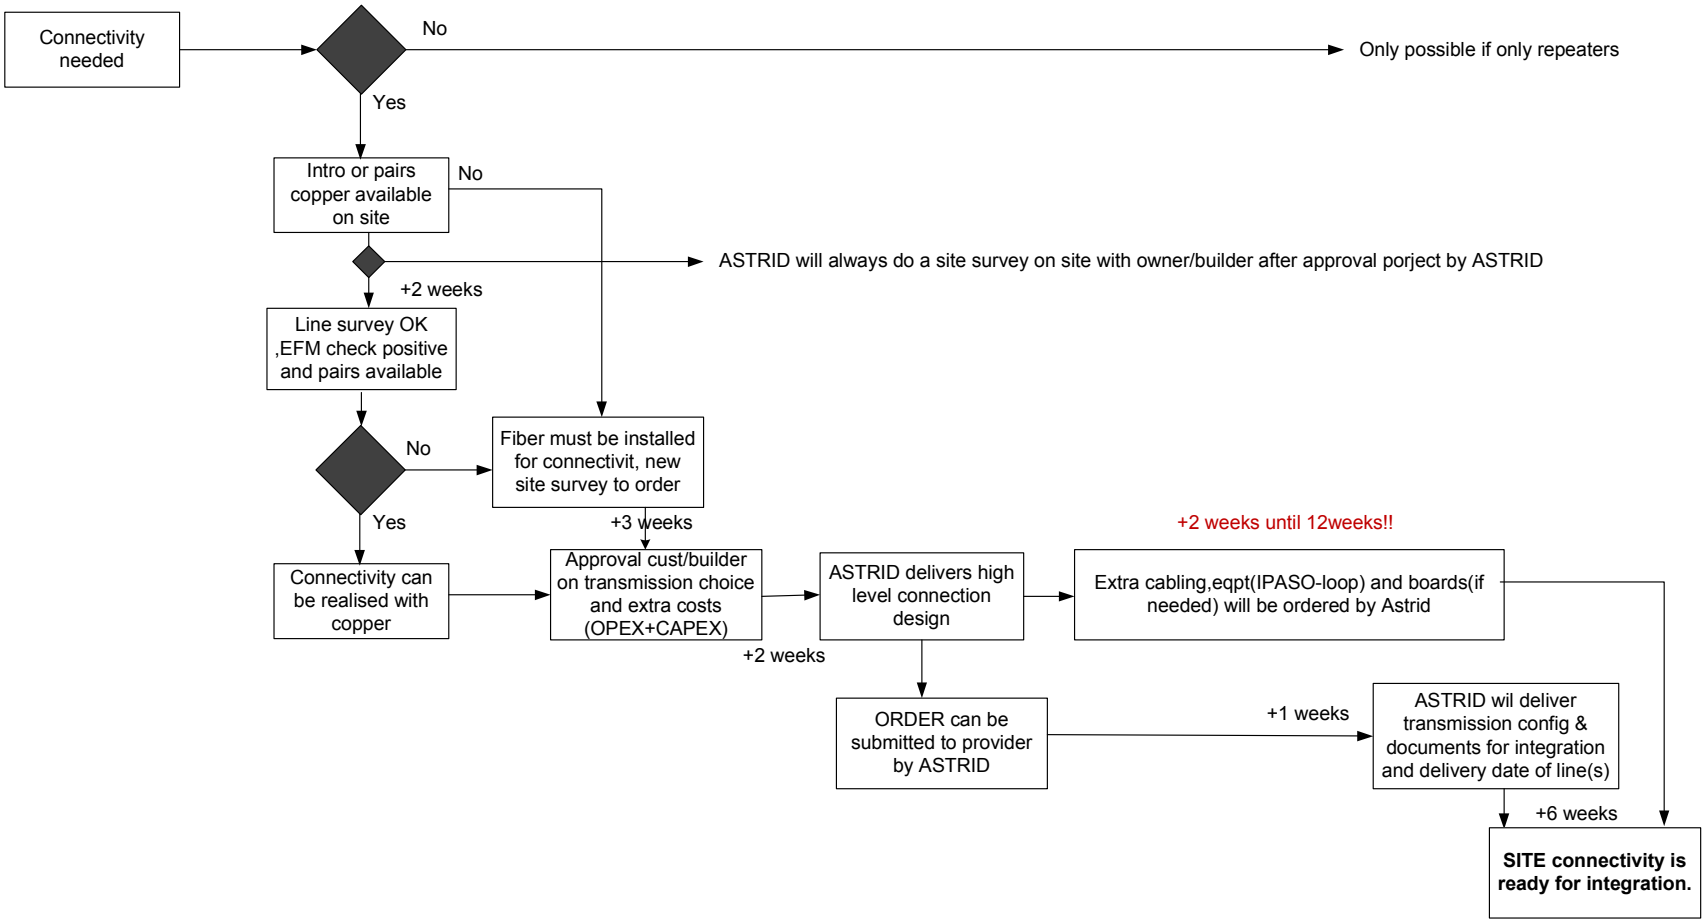 Connectivity
needed
No
Only possible if only repeaters
Yes
Intro or pairs
copper available
on site
No
ASTRID will always do a site survey on site with owner/builder after approval porject by ASTRID
+2 weeks
Line survey OK
,EFM check positive
and pairs available
No
Fiber must be installed
for connectivit, new
site survey to order
Yes
+3 weeks
+2 weeks until 12weeks!!
Connectivity can
be realised with
copper
Approval cust/builder
on transmission choice
and extra costs
(OPEX+CAPEX)
ASTRID delivers high
level connection
design
Extra cabling,eqpt(IPASO-loop) and boards(if
needed) will be ordered by Astrid
+2 weeks
ORDER can be
submitted to provider
by ASTRID
+1 weeks
ASTRID wil deliver
transmission config &
documents for integration
and delivery date of line(s)
+6 weeks
SITE connectivity is
ready for integration.